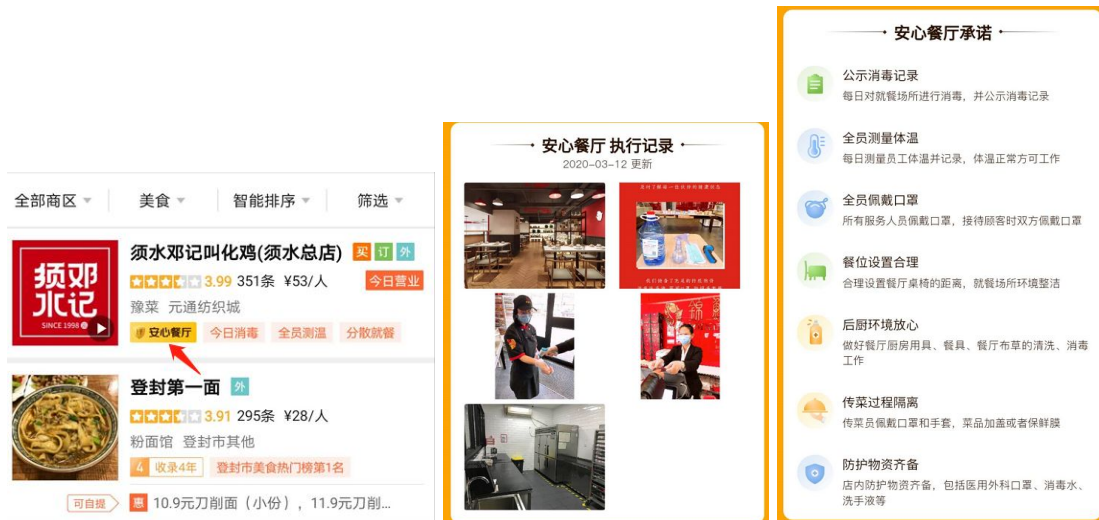 全部商区
美食
智能排序
筛选
须邓
水记
SINCE 1998
须水邓记叫化鸡(须水总店) 买 订 外
3.99 351条 ¥53/人 今日营业
豫菜 元通纺织城
安心餐厅 今日消毒 全员测温 分散就餐
登封第一面 外
3.91 295条 ¥28/人
粉面馆 登封市其他
4 收录4年 登封市美食热门榜第1名
可自提 惠 10.9元刀削面（小份），11.9元刀削...
安心餐厅 执行记录
2020-03-12 更新
安心餐厅承诺
公示消毒记录
每日对就餐场所进行消毒，并公示消毒记录
全员测量体温
每日测量员工体温并记录，体温正常方可工作
全员佩戴口罩
所有服务人员佩戴口罩，接待顾客时双方佩戴口罩
餐位设置合理
合理设置餐厅桌椅的距离，就餐场所环境整洁
后厨环境放心
做好餐厅厨房用具、餐具、餐厅布草的清洗、消毒
工作
传菜过程隔离
传菜员佩戴口罩和手套，菜品加盖或者保鲜膜
防护物资齐备
店内防护物资齐备，包括医用外科口罩、消毒水、
洗手液等